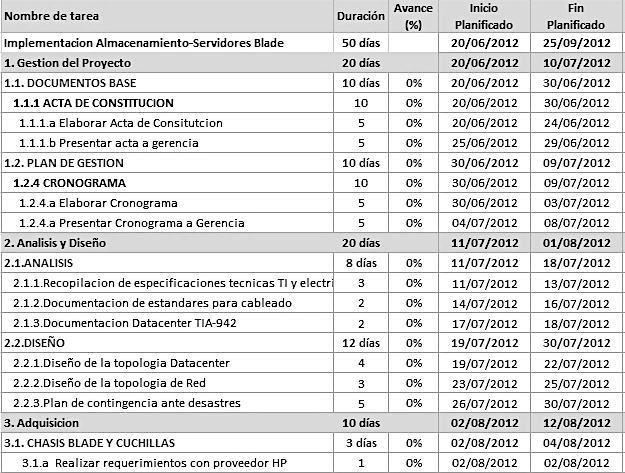 Nombre de tarea Duración Avance (%) Inicio Planificado Fin Planificado
Implementacion Almacenamiento-Servidores Blade 50 días 20/06/2012 25/09/2012
1. Gestion del Proyecto 20 días 20/06/2012 10/07/2012
1.1. DOCUMENTOS BASE 10 días 0% 20/06/2012 30/06/2012
1.1.1 ACTA DE CONSTITUCION 10 0% 20/06/2012 30/06/2012
1.1.1.a Elaborar Acta de Consitutcion 5 0% 20/06/2012 24/06/2012
1.1.1.b Presentar acta a gerencia 5 0% 25/06/2012 29/06/2012
1.2. PLAN DE GESTION 10 días 0% 30/06/2012 09/07/2012
1.2.4 CRONOGRAMA 10 0% 30/06/2012 09/07/2012
1.2.4.a Elaborar Cronograma 5 0% 30/06/2012 03/07/2012
1.2.4.a Presentar Cronograma a Gerencia 5 0% 04/07/2012 08/07/2012
2. Analisis y Diseño 20 días 11/07/2012 01/08/2012
2.1.ANALISIS 8 días 0% 11/07/2012 18/07/2012
2.1.1.Recopilacion de especificaciones tecnicas TI y electri 3 0% 11/07/2012 13/07/2012
2.1.2.Documentacion de estandares para cableado 2 0% 14/07/2012 16/07/2012
2.1.3.Documentacion Datacenter TIA-942 2 0% 17/07/2012 18/07/2012
2.2.DISEÑO 12 días 0% 19/07/2012 30/07/2012
2.2.1.Diseño de la topologia Datacenter 4 0% 19/07/2012 22/07/2012
2.2.2.Diseño de la topologia de Red 3 0% 23/07/2012 25/07/2012
2.2.3.Plan de contingencia ante desastres 5 0% 26/07/2012 30/07/2012
3. Adquisicion 10 días 02/08/2012 12/08/2012
3.1. CHASIS BLADE Y CUCHILLAS 3 días 0% 02/08/2012 04/08/2012
3.1.a Realizar requerimientos con proveedor HP 1 0% 02/08/2012 02/08/2012